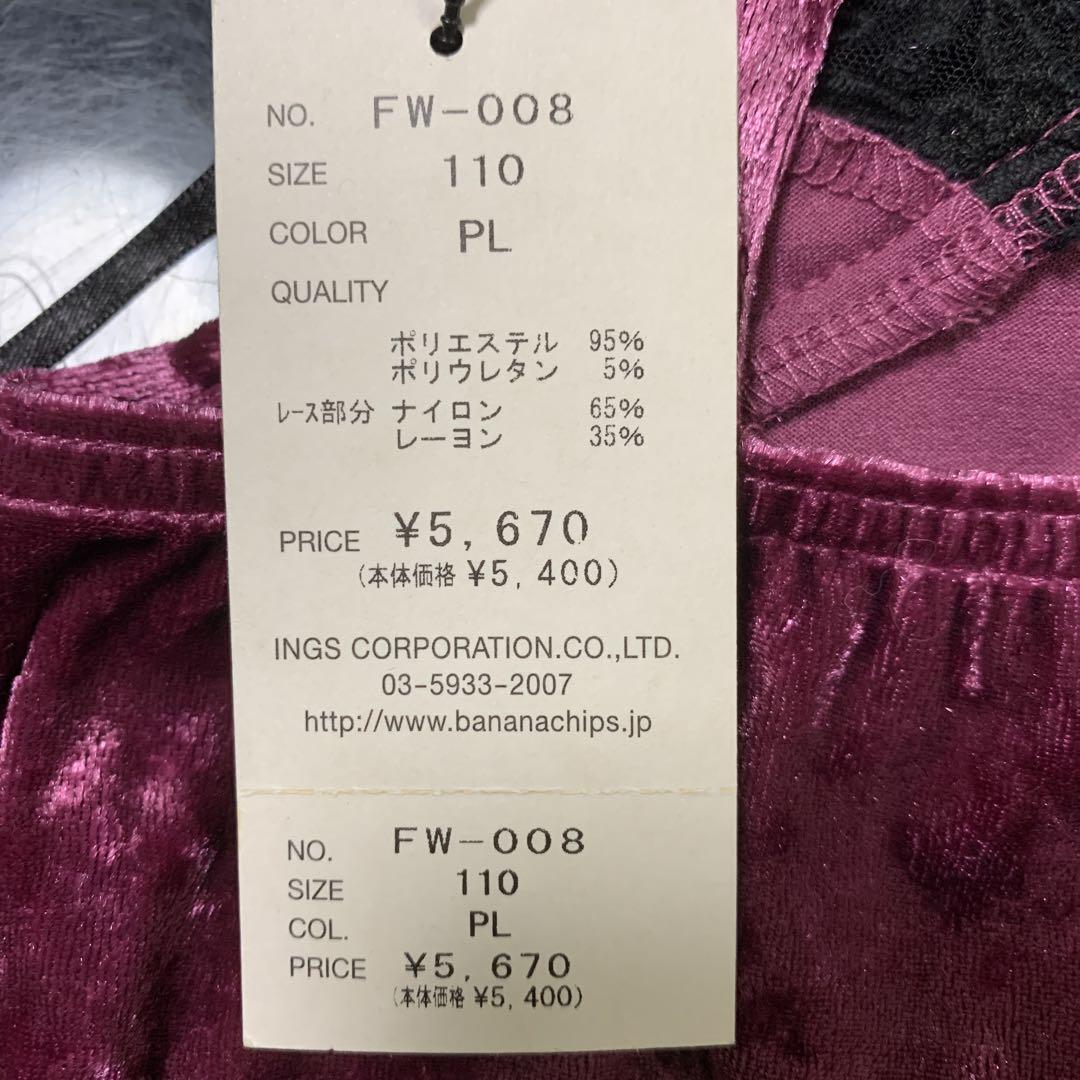 NO. FW-008
SIZE 110
COLOR PL
QUALITY
ポリエステル 95%
ポリウレタン 5%
レース部分 ナイロン 65%
レーヨン 35%
PRICE ¥5,670
(本体価格 ¥5,400)
INGS CORPORATION.CO.,LTD.
03-5933-2007
http://www.bananachips.jp
NO. FW-008
SIZE 110
COL. PL
PRICE ¥5,670
(本体価格 ¥5,400)